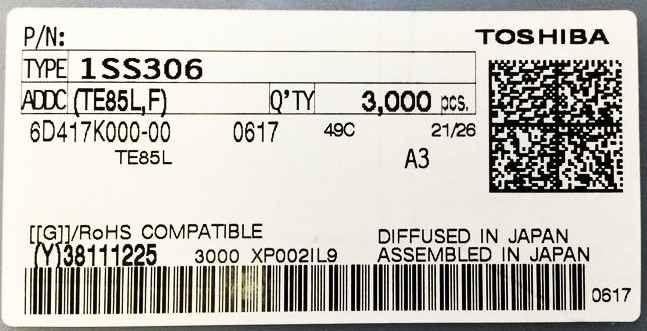 P/N:
TOSHIBA
TYPE 1SS306
ADDC (TE85L,F) Q'TY 3,000 pcs.
6D417K000-00 0617 49C 21/26
TE85L A3
[[G]]/RoHS COMPATIBLE DIFFUSED IN JAPAN
(Y)38111225 3000 XP002IL9 ASSEMBLED IN JAPAN
0617